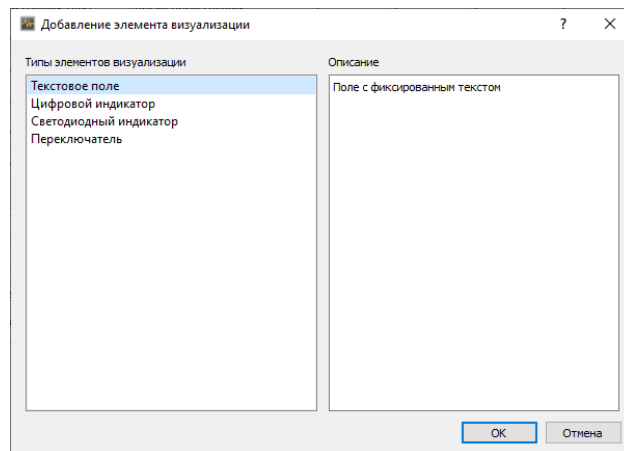 Добавление элемента визуализации
?
Типы элементов визуализации
Описание
Текстовое поле
Цифровой индикатор
Светодиодный индикатор
Переключатель
Поле с фиксированным текстом
OK
Отмена